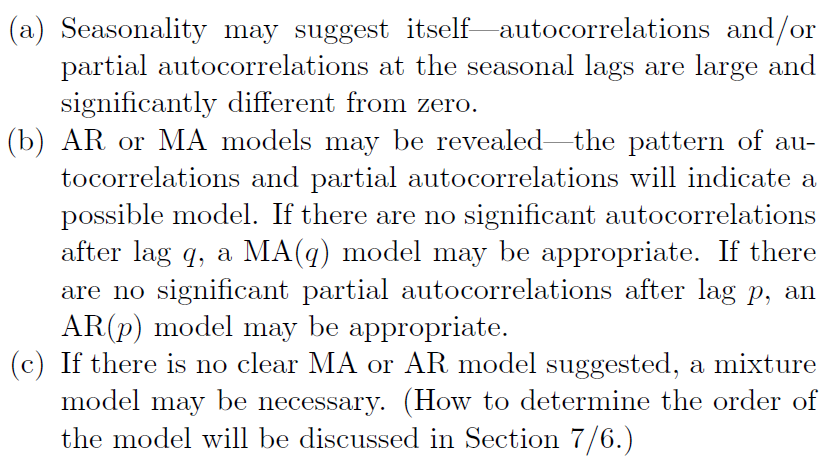 (a) Seasonality may suggest itself—autocorrelations and/or
partial autocorrelations at the seasonal lags are large and
significantly different from zero.
(b) AR or MA models may be revealed—the pattern of au-
tocorrelations and partial autocorrelations will indicate a
possible model. If there are no significant autocorrelations
after lag q, a MA(q) model may be appropriate. If there
are no significant partial autocorrelations after lag p, an
AR(p) model may be appropriate.
(c) If there is no clear MA or AR model suggested, a mixture
model may be necessary. (How to determine the order of
the model will be discussed in Section 7/6.)